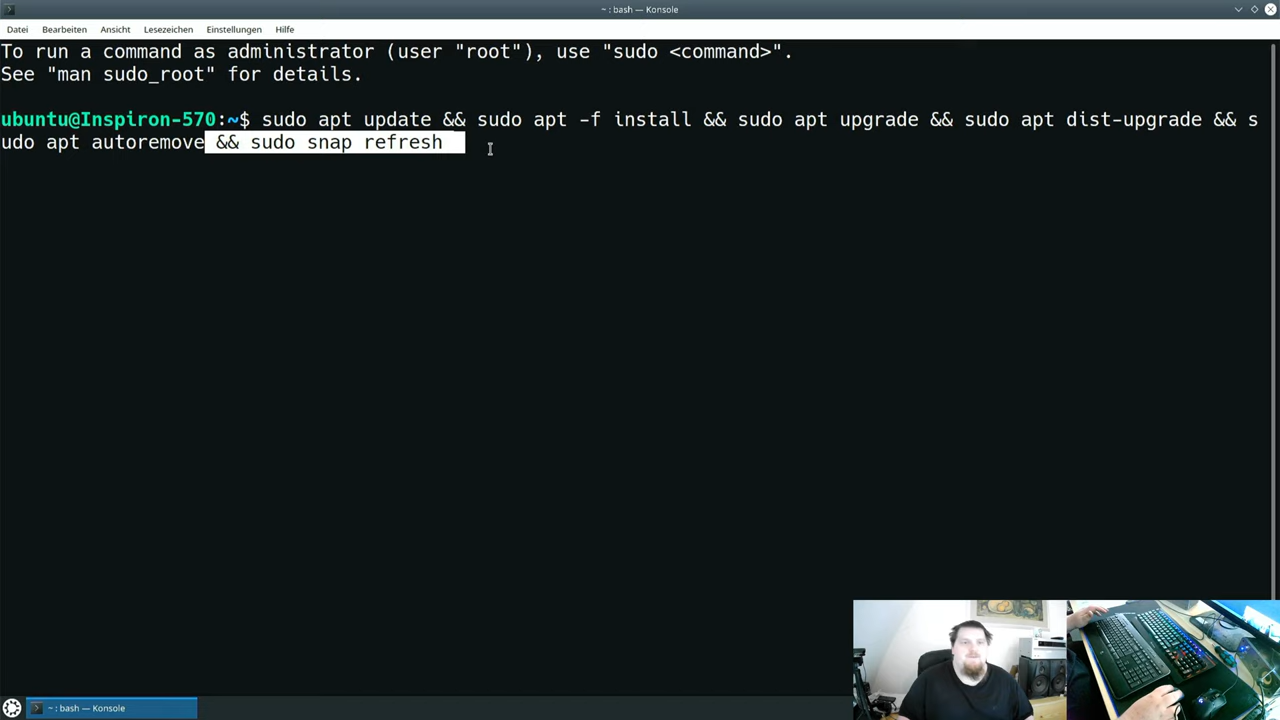 ~ : bash — Konsole
Datei Bearbeiten Ansicht Lesezeichen Einstellungen Hilfe
To run a command as administrator (user "root"), use "sudo <command>".
See "man sudo_root" for details.
ubuntu@Inspiron-570:~$ sudo apt update && sudo apt -f install && sudo apt upgrade && sudo apt dist-upgrade && s
udo apt autoremove && sudo snap refresh
~ : bash — Konsole